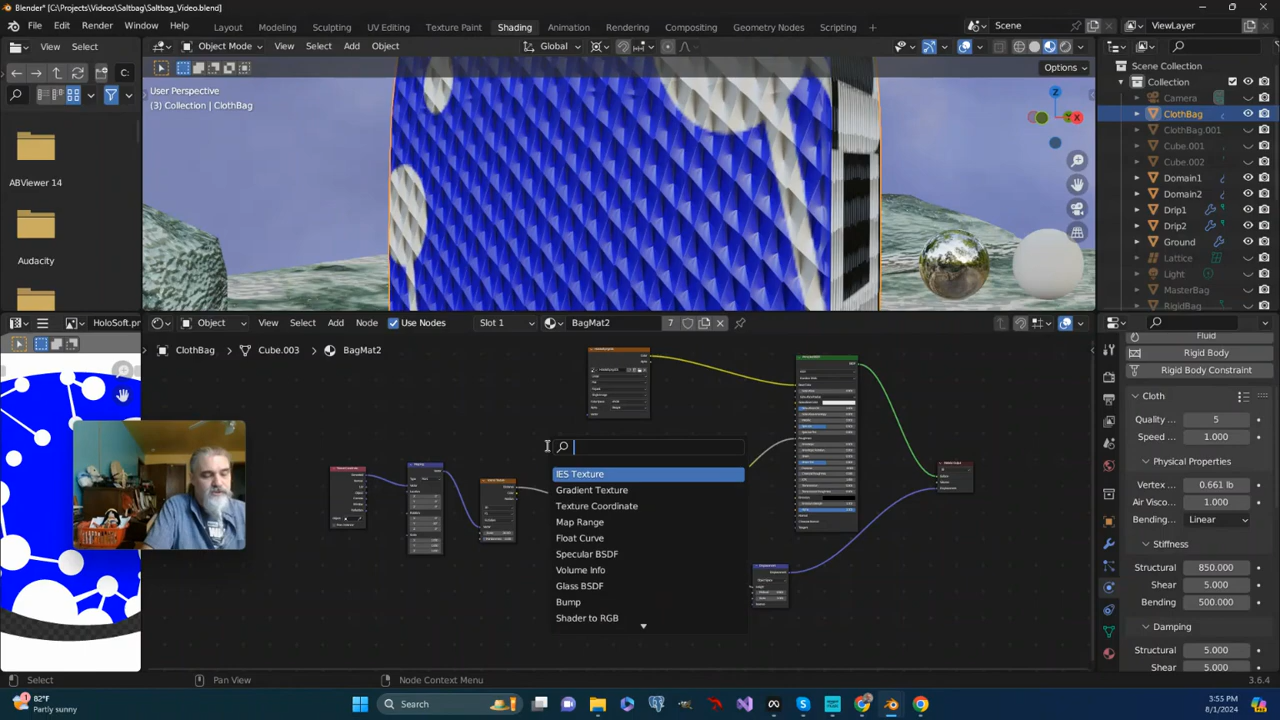 Blender* [C:\Projects\Videos\Saltbag\Saltbag_Video.blend]
File Edit Render Window Help Layout Modeling Sculpting UV Editing Texture Paint Shading Animation Rendering Compositing Geometry Nodes Scripting Scene ViewLayer
View Select Object Mode View Select Add Object Global
C: Options
User Perspective
(3) Collection | ClothBag
Z
X
ABViewer 14
Audacity
Scene Collection
Collection
Camera
ClothBag
ClothBag.001
Cube.001
Cube.002
Domain1
Domain2
Drip1
Drip2
Ground
Lattice
Light
MasterBag
RigidBag
HoloSoft.p
Object View Select Add Node Use Nodes Slot 1 BagMat2 7
ClothBag Cube.003 BagMat2
IES Texture
Gradient Texture
Texture Coordinate
Map Range
Float Curve
Specular BSDF
Volume Info
Glass BSDF
Bump
Shader to RGB
Fluid
Rigid Body
Rigid Body Constraint
Cloth
Quality ... 5
Speed ... 1.000
Physical Properties
Vertex ...
Air Visco... 1.000
Bending... Linear
Stiffness
Structural
Shear 5.000
Bending 500.000
Damping
Structural 5.000
Shear 5.000
Select Pan View Node Context Menu 3.6.4
82°F
Partly sunny
Search
3:55 PM
8/1/2024